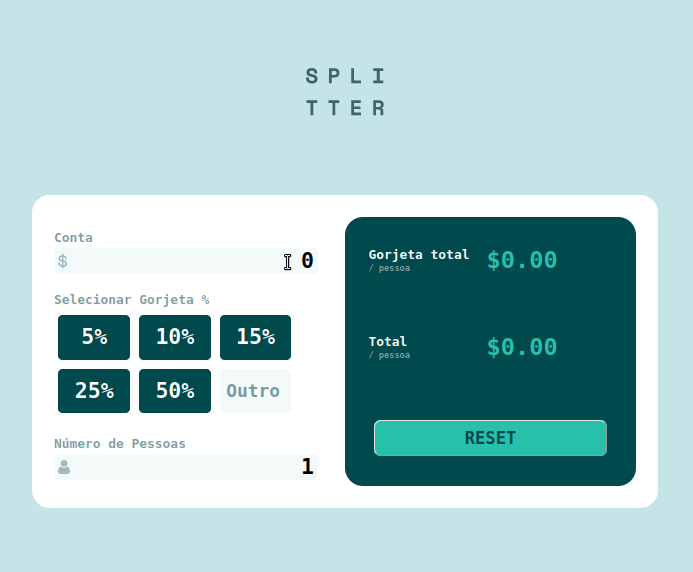 SPLI
TTER
Conta
$ 0
Selecionar Gorjeta %
5% 10% 15%
25% 50% Outro
Número de Pessoas
1
Gorjeta total $0.00
/ pessoa
Total $0.00
/ pessoa
RESET